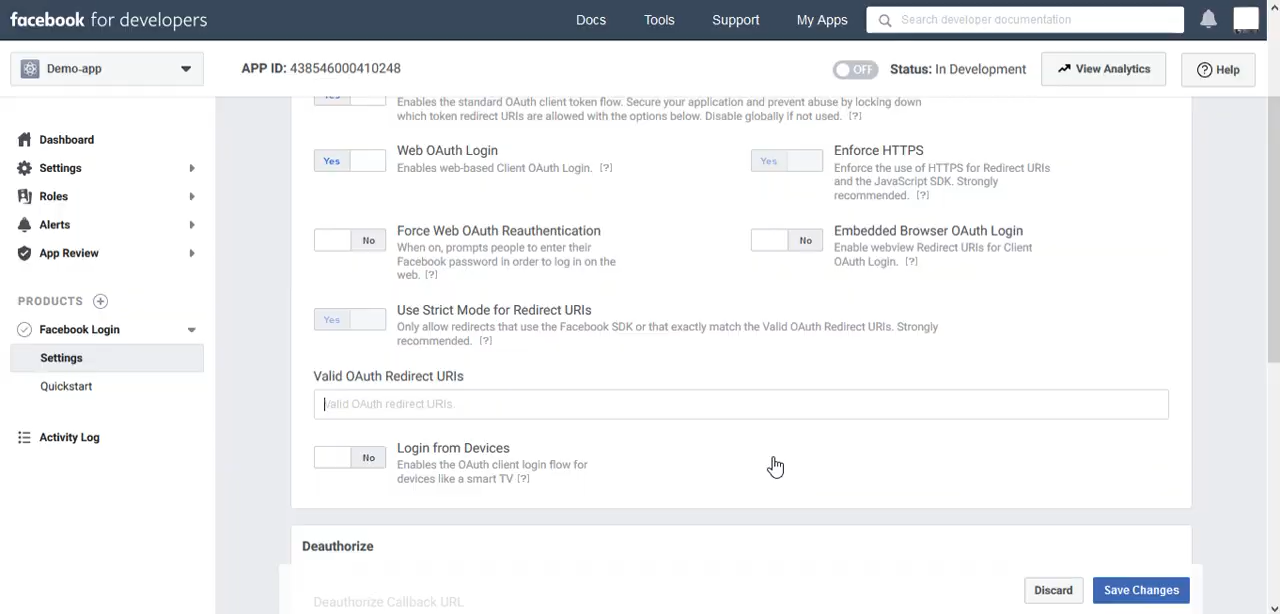 facebook for developers
Docs
Tools
Support
My Apps
Search developer documentation
Demo-app
APP ID: 438546000410248
OFF
Status: In Development
View Analytics
Help
Dashboard
Settings
Roles
Alerts
App Review
PRODUCTS
Facebook Login
Settings
Quickstart
Activity Log
Yes
Enables the standard OAuth client token flow. Secure your application and prevent abuse by locking down
which token redirect URIs are allowed with the options below. Disable globally if not used. [?]
Yes
Web OAuth Login
Enables web-based Client OAuth Login. [?]
Yes
Enforce HTTPS
Enforce the use of HTTPS for Redirect URIs
and the JavaScript SDK. Strongly
recommended. [?]
No
Force Web OAuth Reauthentication
When on, prompts people to enter their
Facebook password in order to log in on the
web. [?]
No
Embedded Browser OAuth Login
Enable webview Redirect URIs for Client
OAuth Login. [?]
Yes
Use Strict Mode for Redirect URIs
Only allow redirects that use the Facebook SDK or that exactly match the Valid OAuth Redirect URIs. Strongly
recommended. [?]
Valid OAuth Redirect URIs
Valid OAuth redirect URIs.
No
Login from Devices
Enables the OAuth client login flow for
devices like a smart TV [?]
Deauthorize
Deauthorize Callback URL
Discard
Save Changes